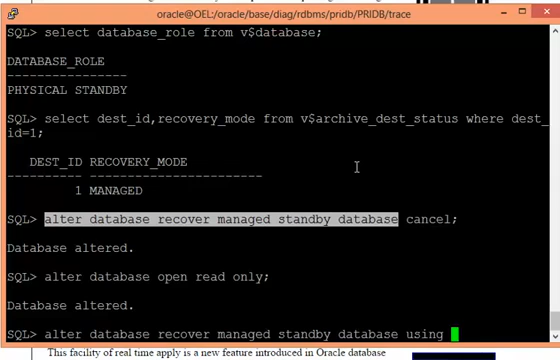 oracle@OEL:/oracle/base/diag/rdbms/pridb/PRIDB/trace
SQL> select database_role from v$database;
DATABASE_ROLE
----------------
PHYSICAL STANDBY
SQL> select dest_id,recovery_mode from v$archive_dest_status where dest_
id=1;
DEST_ID RECOVERY_MODE
---------- -----------------------
1 MANAGED
SQL> alter database recover managed standby database cancel;
Database altered.
SQL> alter database open read only;
Database altered.
SQL> alter database recover managed standby database using
This facility of real time apply is a new feature introduced in Oracle database